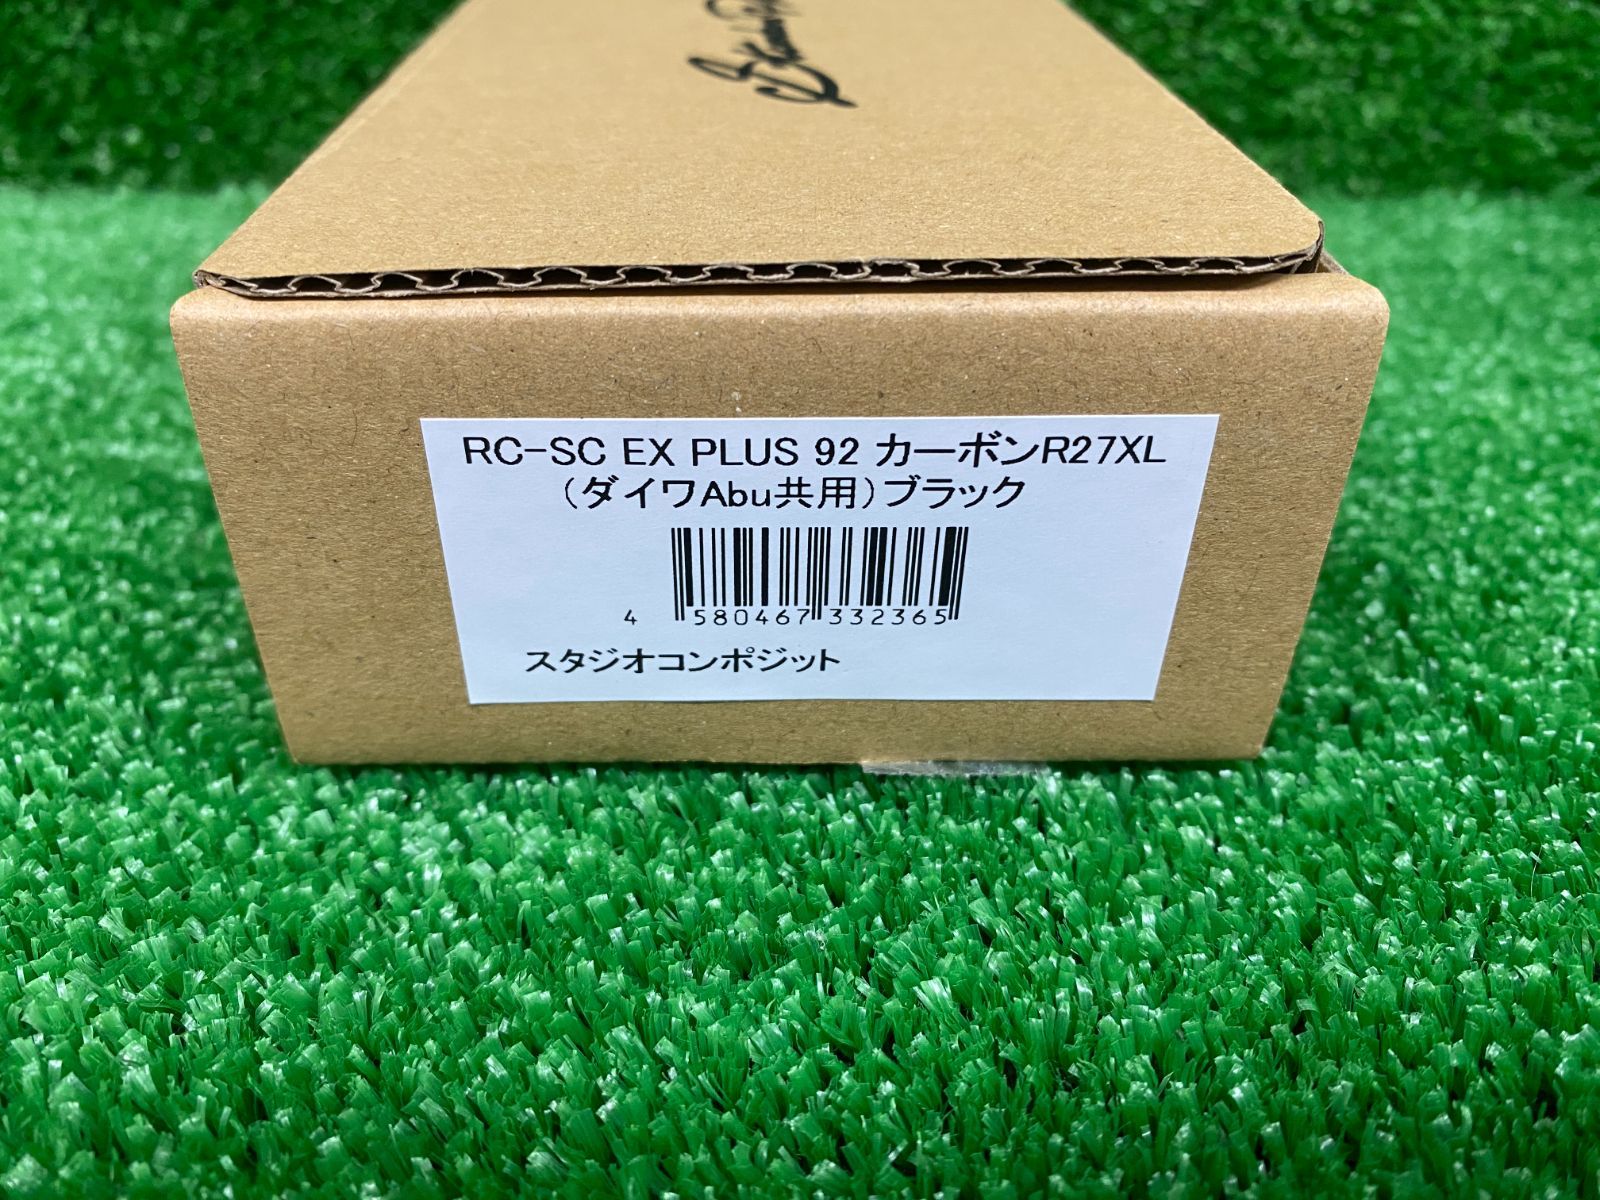 RC-SC EX PLUS 92 カーボンR27XL
(ダイワAbu共用)ブラック
4 580467 332365
スタジオコンポジット